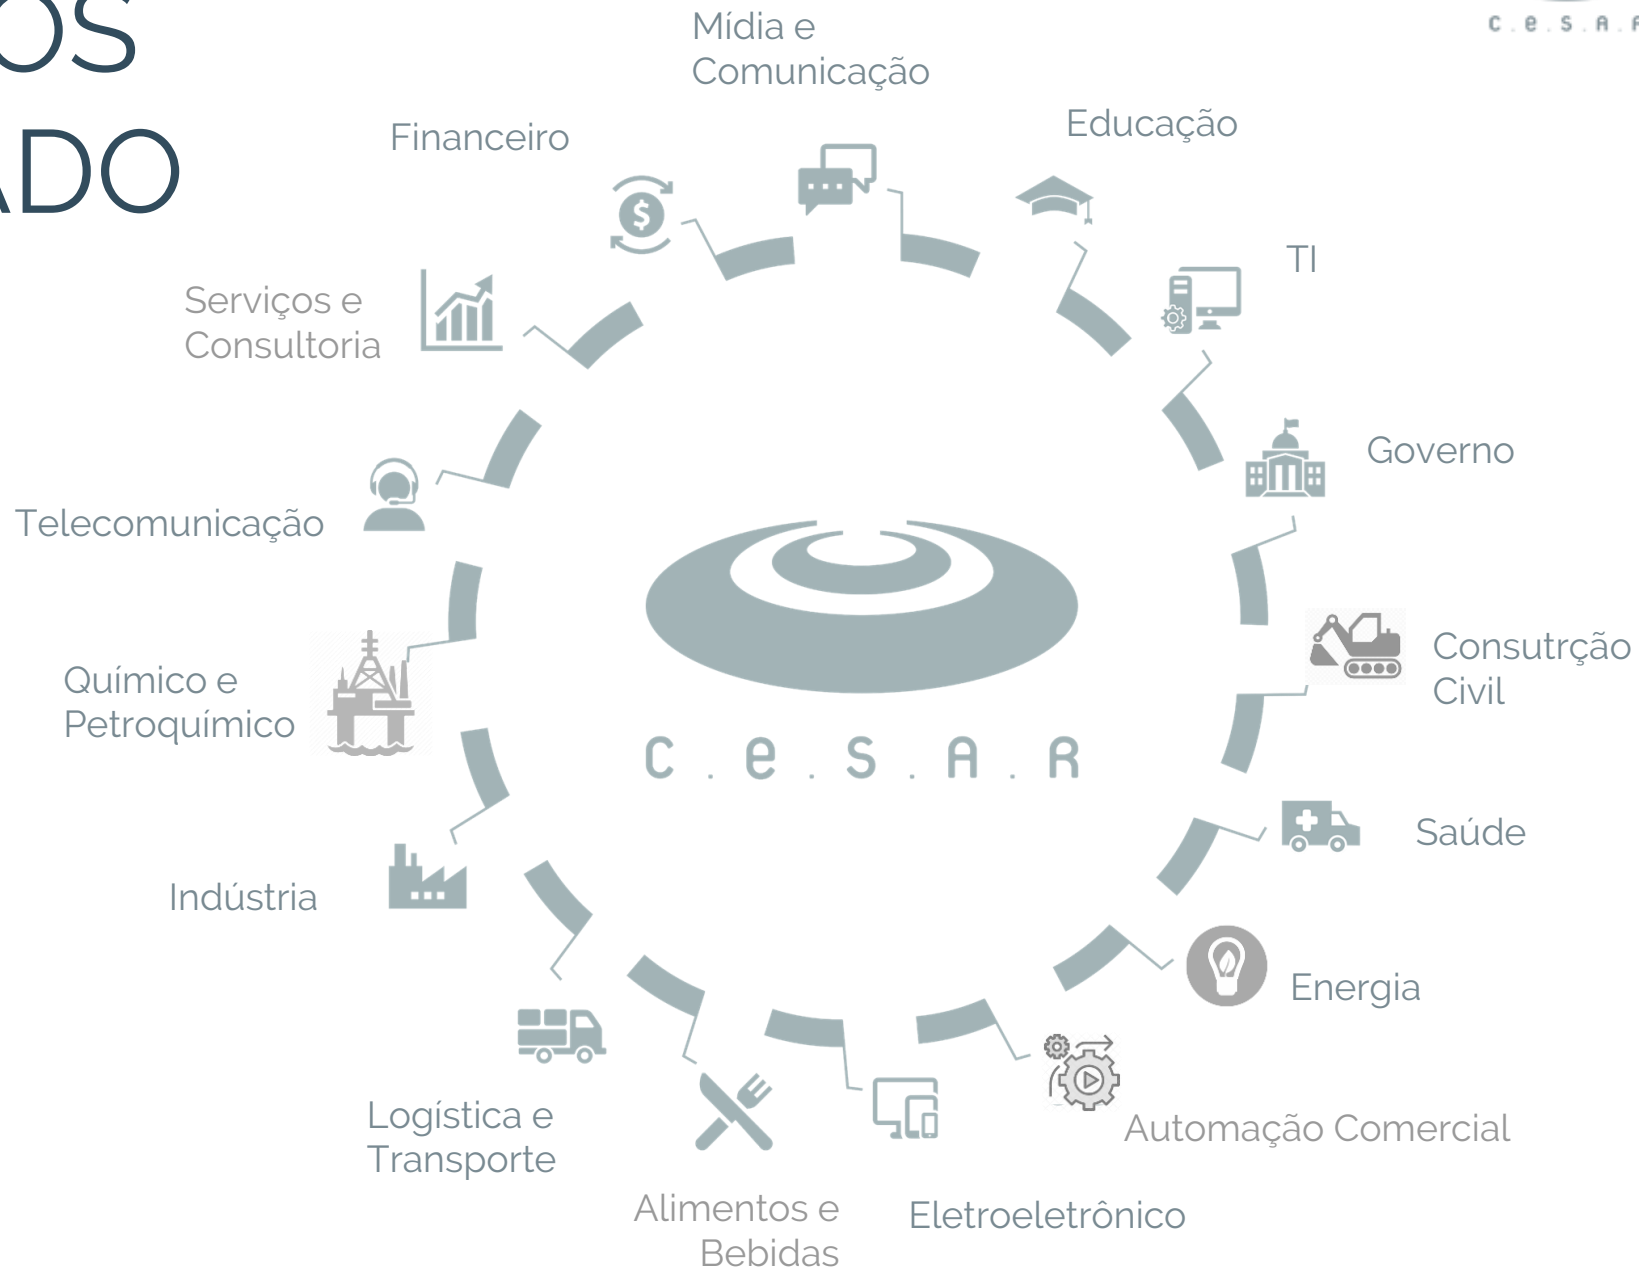 OS
ADO
C.e.S.A.R
Mídia e
Comunicação
Financeiro
Educação
TI
Serviços e
Consultoria
Governo
Telecomunicação
Consutrção
Civil
Químico e
Petroquímico
C.e.S.A.R
Saúde
Indústria
Energia
Logística e
Transporte
Automação Comercial
Alimentos e
Bebidas
Eletroeletrônico